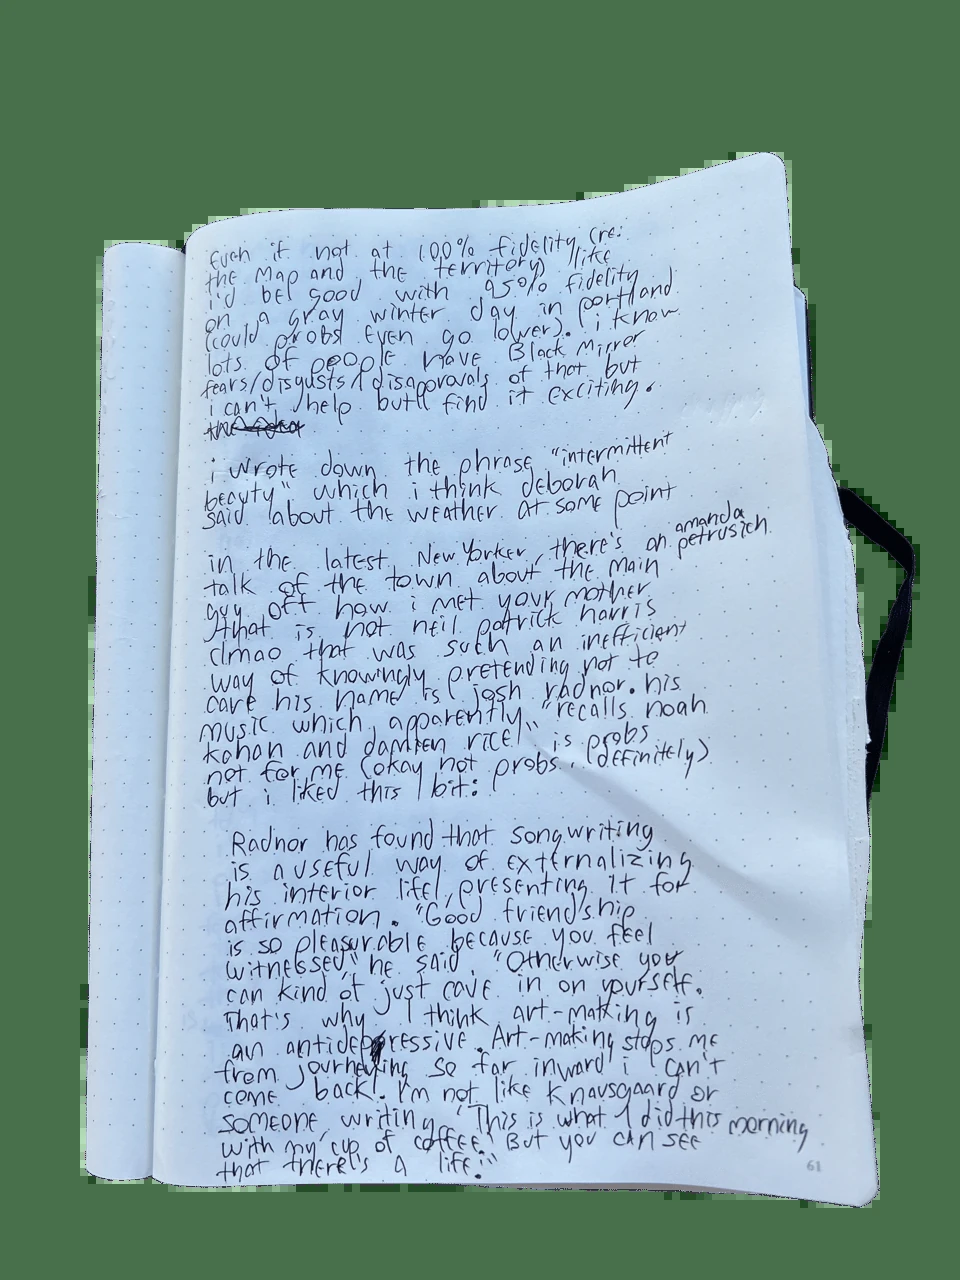 Even if not at 100% fidelity (re:
the map and the territory) like
i'd be good with 95% fidelity
on a gray winter day in portland
(could probs even go lower). i know
lots of people have Black Mirror
fears/disgusts/disapprovals of that but
i can't help but find it exciting.
i wrote down the phrase "intermittent
beauty" which i think deborah
said about the weather at some point
in the latest New Yorker, there's an amanda petrusich
talk of the town about the main
guy off how i met your mother
that is not neil patrick harris
(lmao that was such an inefficient
way of knowingly pretending not to
care his name is josh radnor. his
music which, apparently, "recalls noah
kahan and damien rice", is probs
not for me (okay not probs, definitely)
but i liked this bit:
Radnor has found that songwriting
is a useful way of externalizing
his interior life, presenting it for
affirmation. "Good friendship
is so pleasurable because you feel
witnessed," he said, "Otherwise you
can kind of just cave in on yourself.
That's why I think art-making is
an antidepressive. Art-making stops me
from journeying so far inward i can't
come back. I'm not like Knausgaard or
someone, writing 'This is what I did this morning
with my cup of coffee.' But you can see
that there's a life."
61